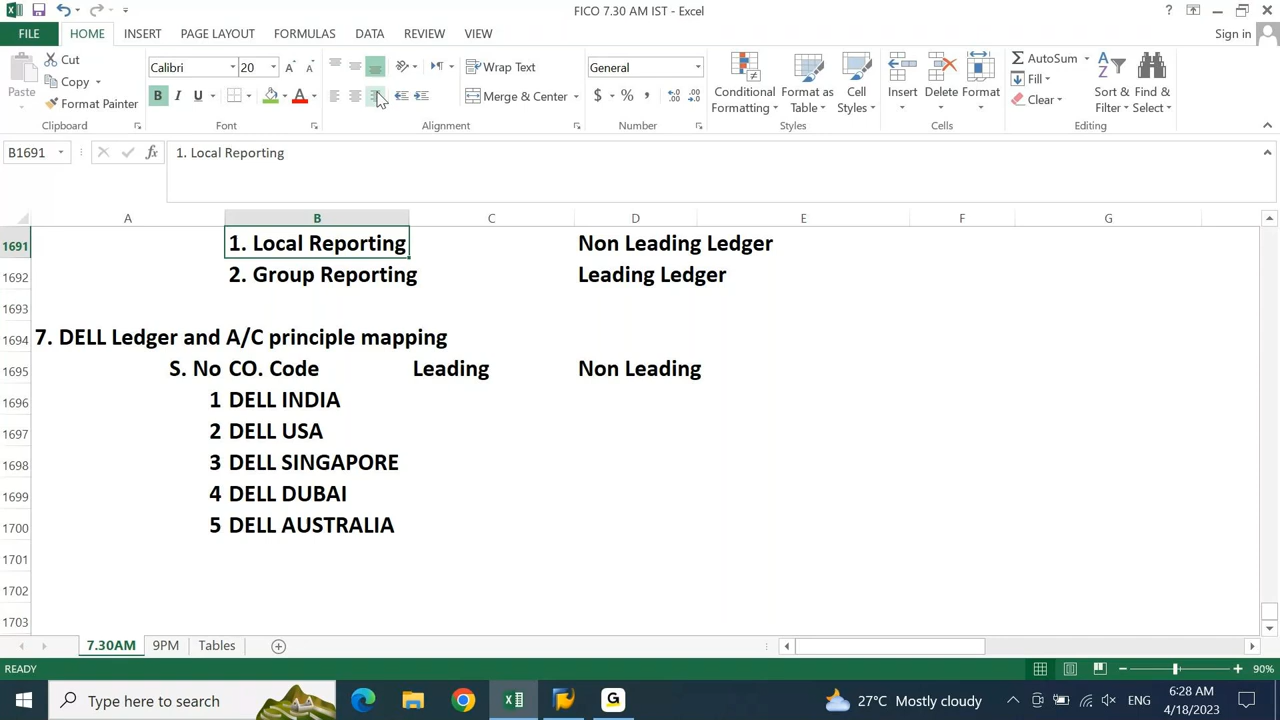 FICO 7.30 AM IST - Excel
?
FILE HOME INSERT PAGE LAYOUT FORMULAS DATA REVIEW VIEW Sign in
Paste Cut Copy Format Painter
Clipboard
Calibri 20
B I U A
Font
Wrap Text
Merge & Center
Alignment
General
$ % ,
Number
Conditional Formatting Format as Table Cell Styles
Styles
Insert Delete Format
Cells
AutoSum Fill Clear Sort & Filter Find & Select
Editing
B1691 fx 1. Local Reporting
A B C D E F G
1691 1. Local Reporting Non Leading Ledger
1692 2. Group Reporting Leading Ledger
1693
1694 7. DELL Ledger and A/C principle mapping
1695 S. No CO. Code Leading Non Leading
1696 1 DELL INDIA
1697 2 DELL USA
1698 3 DELL SINGAPORE
1699 4 DELL DUBAI
1700 5 DELL AUSTRALIA
1701
1702
1703
7.30AM 9PM Tables
READY 90%
Type here to search 27°C Mostly cloudy ENG 6:28 AM
4/18/2023